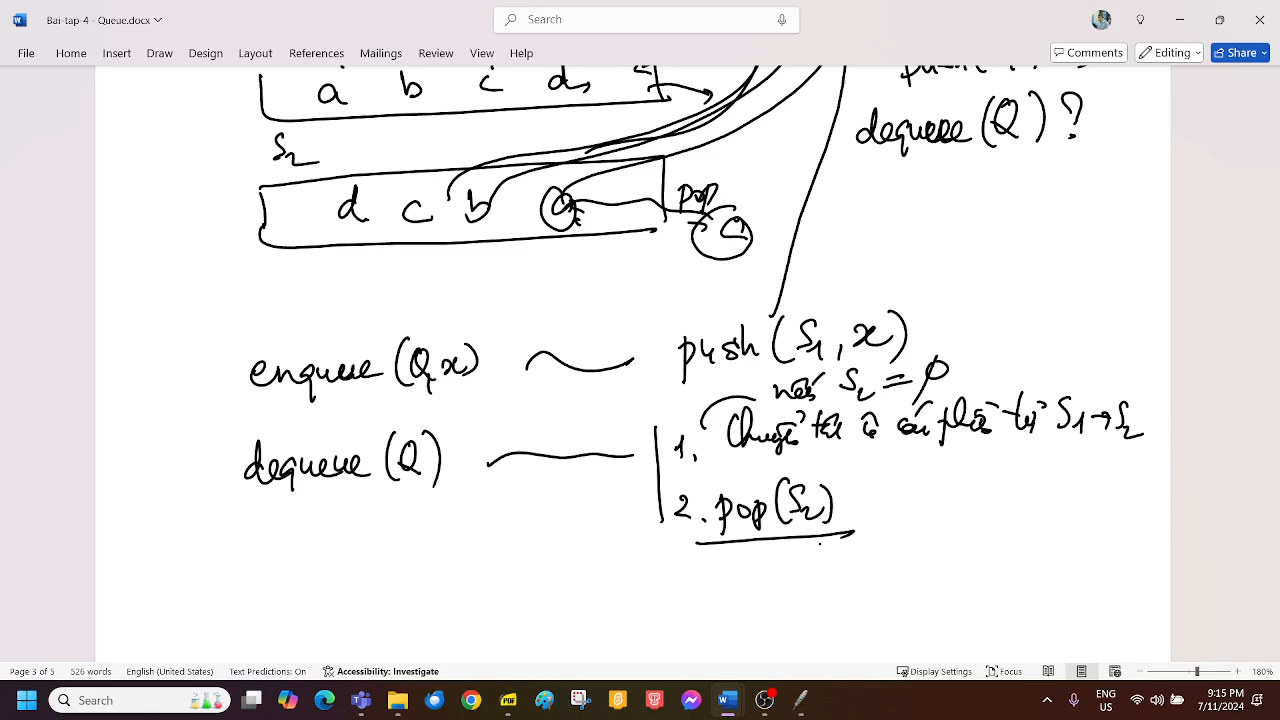 Bai-tap-4 - Queue.docx
Search
File Home Insert Draw Design Layout References Mailings Review View Help
Comments Editing Share
a b c d
dequeue (Q) ?
S2
d c b a pop a
enqueue (Q, x) push (S1, x)
nếu S2 = ø
dequeue (Q) 1. Chuyển tất cả các phần tử S1 → S2
2. pop (S2)
Page 3 of 5 526 words English (United States) Text Predictions: On Accessibility: Investigate Display Settings Focus 180%
Search ENG 9:15 PM
US 7/11/2024